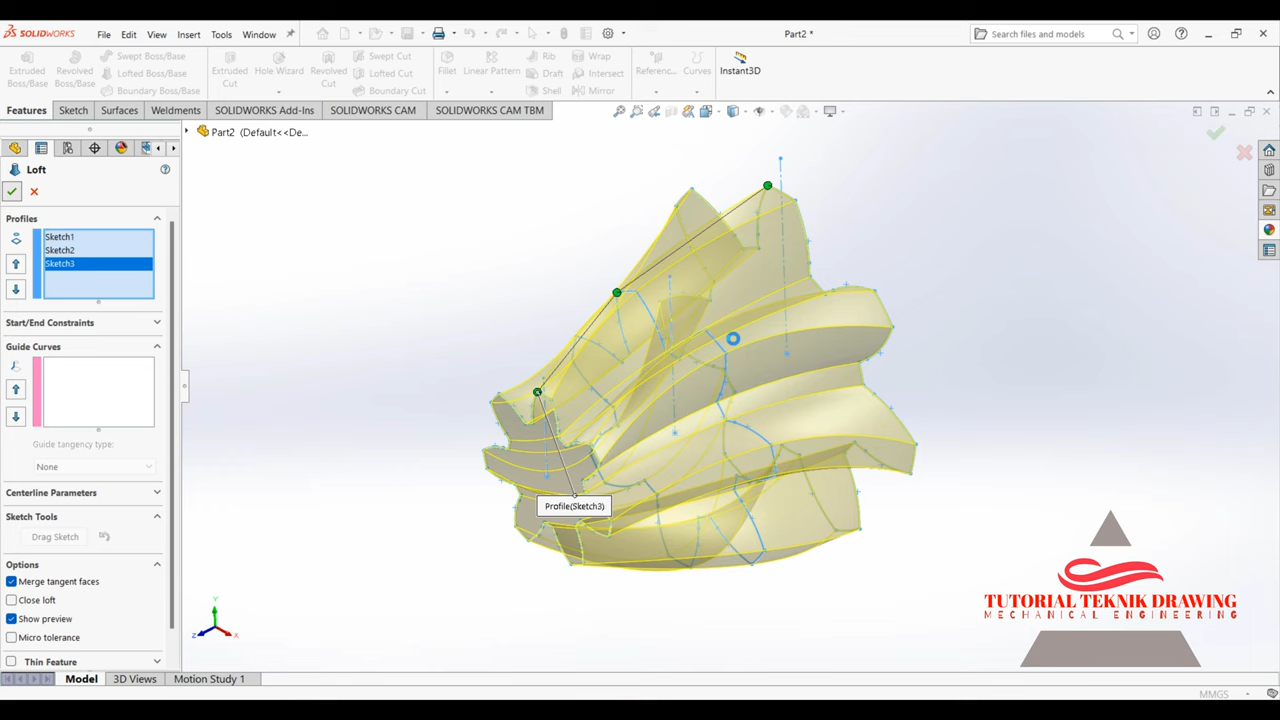 SOLIDWORKS File Edit View Insert Tools Window Part2 * Search files and models
Extruded Boss/Base Revolved Boss/Base Swept Boss/Base Lofted Boss/Base Boundary Boss/Base Extruded Cut Hole Wizard Revolved Cut Swept Cut Lofted Cut Boundary Cut Fillet Linear Pattern Rib Draft Shell Wrap Intersect Mirror Referenc... Curves Instant3D
Features Sketch Surfaces Weldments SOLIDWORKS Add-Ins SOLIDWORKS CAM SOLIDWORKS CAM TBM
Part2 (Default<<De...
Loft
Profiles
Sketch1
Sketch2
Sketch3
Start/End Constraints
Guide Curves
Guide tangency type:
None
Centerline Parameters
Sketch Tools
Drag Sketch
Options
Merge tangent faces
Close loft
Show preview
Micro tolerance
Thin Feature
Profile(Sketch3)
Y
Z X
TUTORIAL TEKNIK DRAWING
MECHANICAL ENGINEERING
Model 3D Views Motion Study 1
MMGS